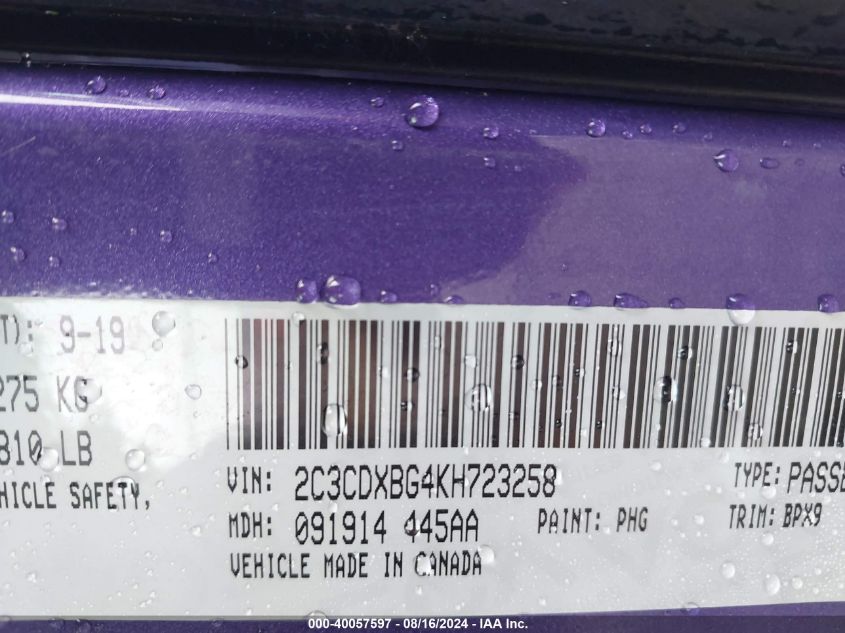 T): 9-19
275 KG
810 LB
HICLE SAFETY,
VIN: 2C3CDXBG4KH723258
TYPE: PASSE
MDH: 091914 445AA
PAINT: PHG
TRIM: BPX9
VEHICLE MADE IN CANADA
000-40057597 - 08/16/2024 - IAA Inc.